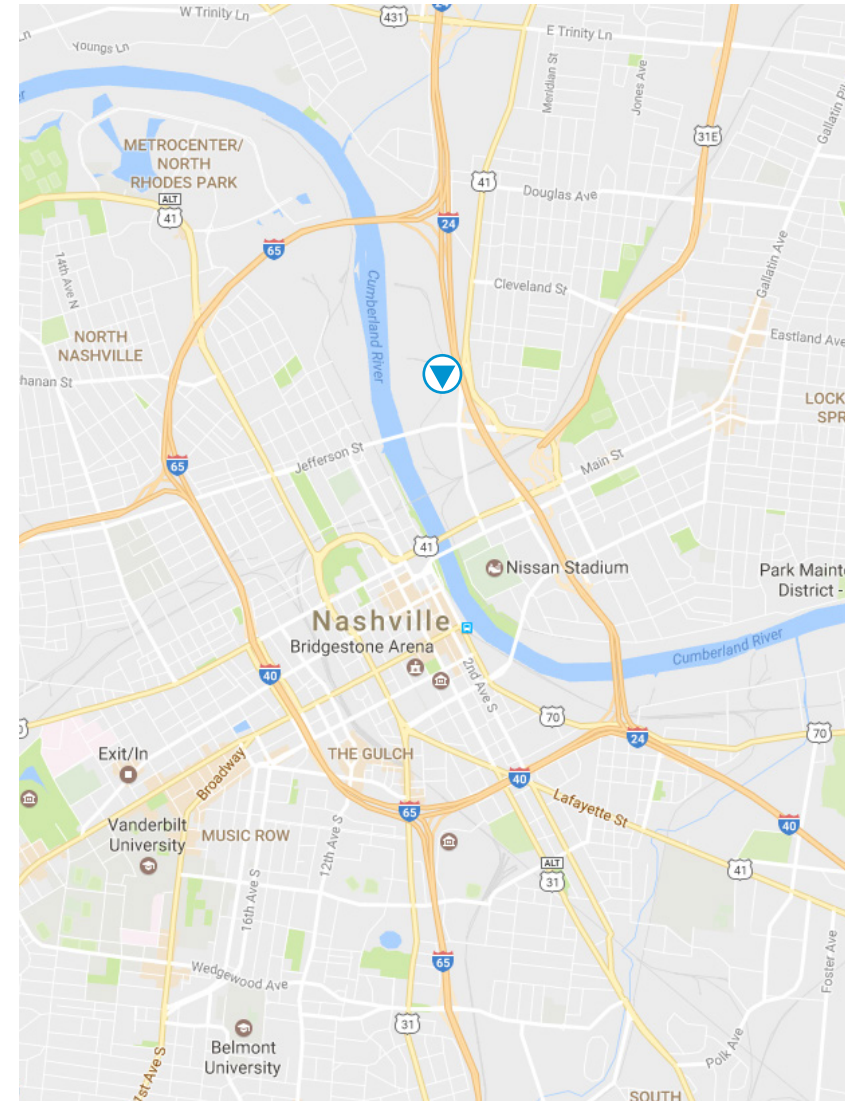 W Trinity Ln
431
24
E Trinity Ln
Youngs Ln
Meridian St
Jones Ave
31E
Gallatin
METROCENTER/
NORTH
RHODES PARK
ALT
41
41
Douglas Ave
24
65
14th Ave N
Cumberland River
Cleveland St
Gallatin Ave
NORTH
NASHVILLE
Eastland Ave
hanan St
LOCK
SPR
65
Jefferson St
Main St
41
Nissan Stadium
Park Mainte
District -
Nashville
Bridgestone Arena
Cumberland River
40
2nd Ave S
70
24
70
Exit/In
THE GULCH
Broadway
40
Lafayette St
65
40
Vanderbilt
University
MUSIC ROW
12th Ave S
ALT
31
41
16th Ave S
65
Wedgewood Ave
Foster Ave
31
Belmont
University
Polk Ave
1st Ave S
SOUTH